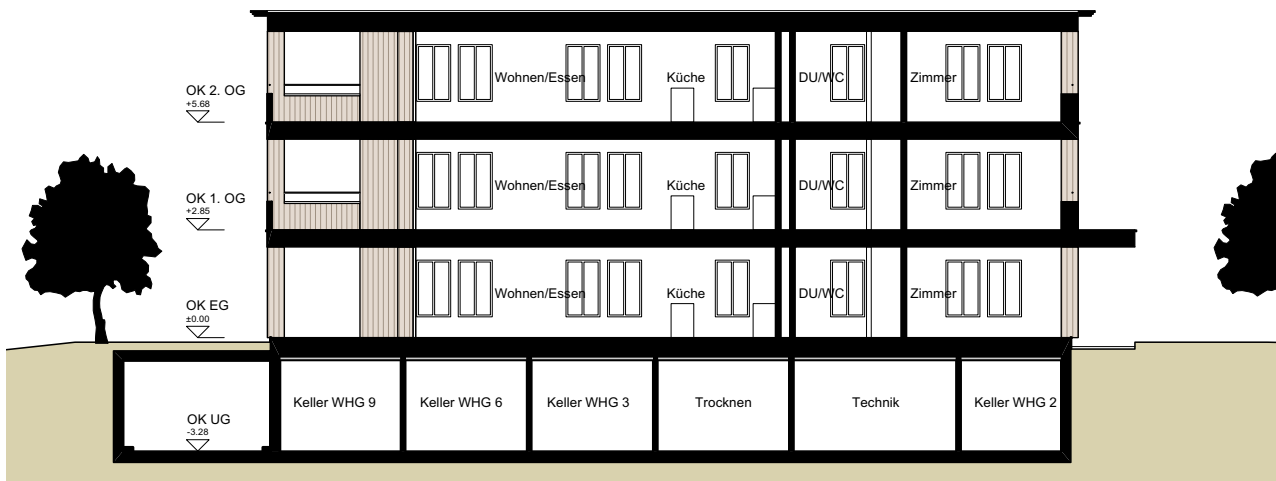 OK 2. OG
+5.68
Wohnen/Essen Küche DU/WC Zimmer
OK 1. OG
+2.85
Wohnen/Essen Küche DU/WC Zimmer
OK EG
±0.00
Wohnen/Essen Küche DU/WC Zimmer
OK UG
-3.28
Keller WHG 9 Keller WHG 6 Keller WHG 3 Trocknen Technik Keller WHG 2